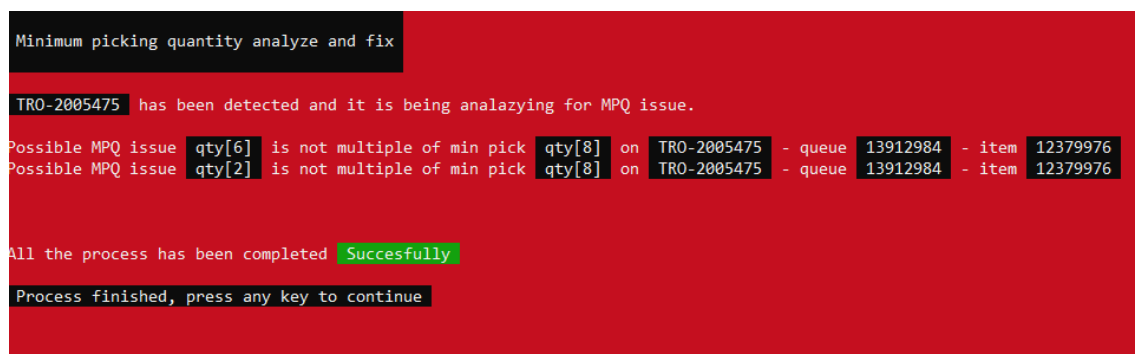 Minimum picking quantity analyze and fix
TRO-2005475 has been detected and it is being analazying for MPQ issue.
Possible MPQ issue qty[6] is not multiple of min pick qty[8] on TRO-2005475 - queue 13912984 - item 12379976
Possible MPQ issue qty[2] is not multiple of min pick qty[8] on TRO-2005475 - queue 13912984 - item 12379976
All the process has been completed Succesfully
Process finished, press any key to continue